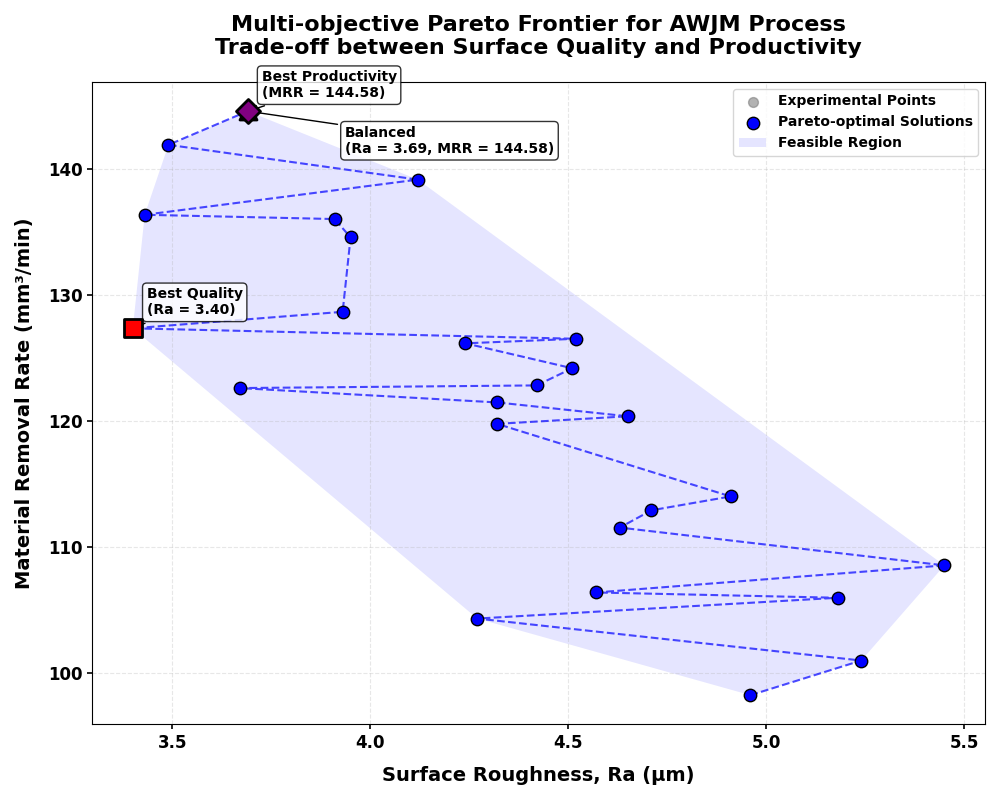 Multi-objective Pareto Frontier for AWJM Process
Trade-off between Surface Quality and Productivity
Best Productivity
(MRR = 144.58)
Balanced
(Ra = 3.69, MRR = 144.58)
Best Quality
(Ra = 3.40)
Experimental Points
Pareto-optimal Solutions
Feasible Region
Material Removal Rate (mm³/min)
140
130
120
110
100
3.5
4.0
4.5
5.0
5.5
Surface Roughness, Ra (μm)